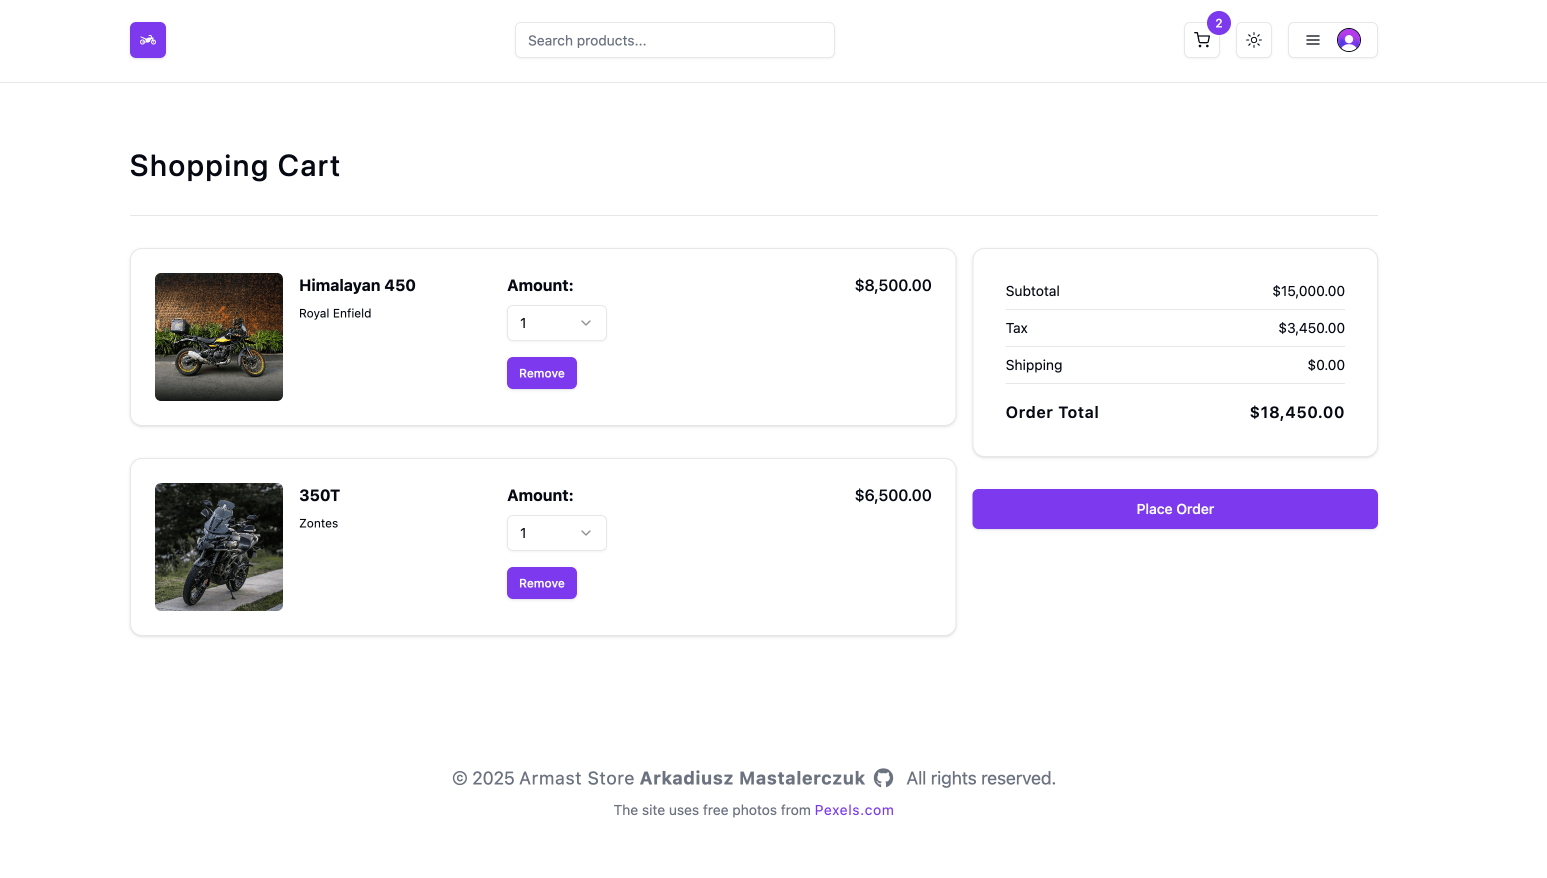 Search products...
2
Shopping Cart
Himalayan 450
Royal Enfield
Amount:
1
Remove
$8,500.00
350T
Zontes
Amount:
1
Remove
$6,500.00
Subtotal $15,000.00
Tax $3,450.00
Shipping $0.00
Order Total $18,450.00
Place Order
© 2025 Armast Store Arkadiusz Mastalerczuk All rights reserved.
The site uses free photos from Pexels.com